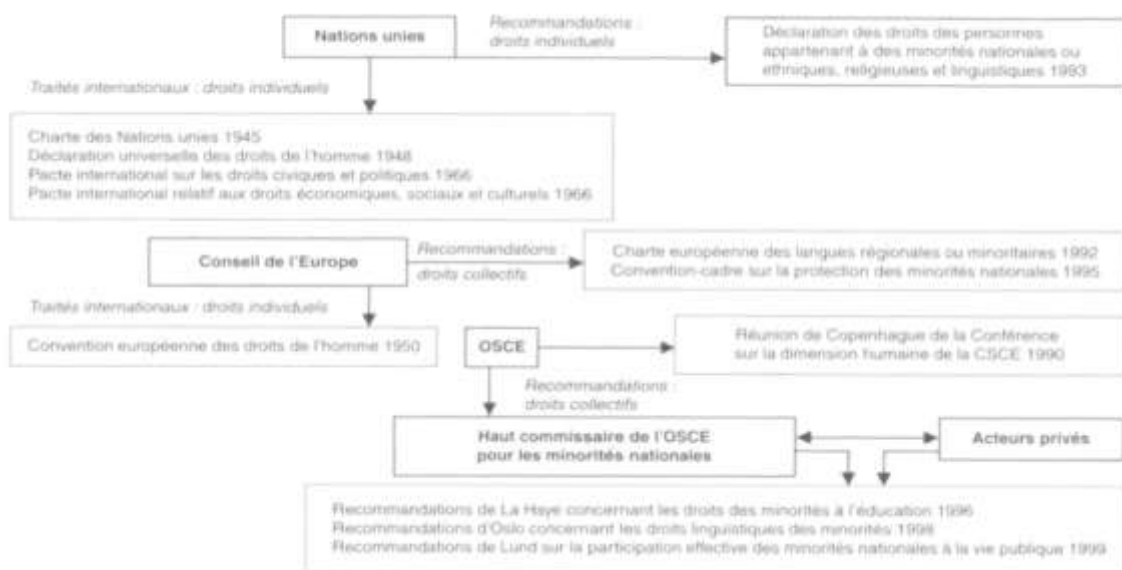 Recommandations :
droits individuels
Nations unies
Déclaration des droits des personnes
appartenant à des minorités nationales ou
ethniques, religieuses et linguistiques 1993
Traités internationaux : droits individuels
Charte des Nations unies 1945
Déclaration universelle des droits de l'homme 1948
Pacte international sur les droits civiques et politiques 1966
Pacte international relatif aux droits économiques, sociaux et culturels 1966
Conseil de l'Europe
Recommandations :
droits collectifs
Charte européenne des langues régionales ou minoritaires 1992
Convention-cadre sur la protection des minorités nationales 1995
Traités internationaux : droits individuels
Convention européenne des droits de l'homme 1950
OSCE
Réunion de Copenhague de la Conférence
sur la dimension humaine de la CSCE 1990
Recommandations :
droits collectifs
Haut commissaire de l'OSCE
pour les minorités nationales
Acteurs privés
Recommandations de La Haye concernant les droits des minorités à l'éducation 1996
Recommandations d'Oslo concernant les droits linguistiques des minorités 1998
Recommandations de Lund sur la participation effective des minorités nationales à la vie publique 1999